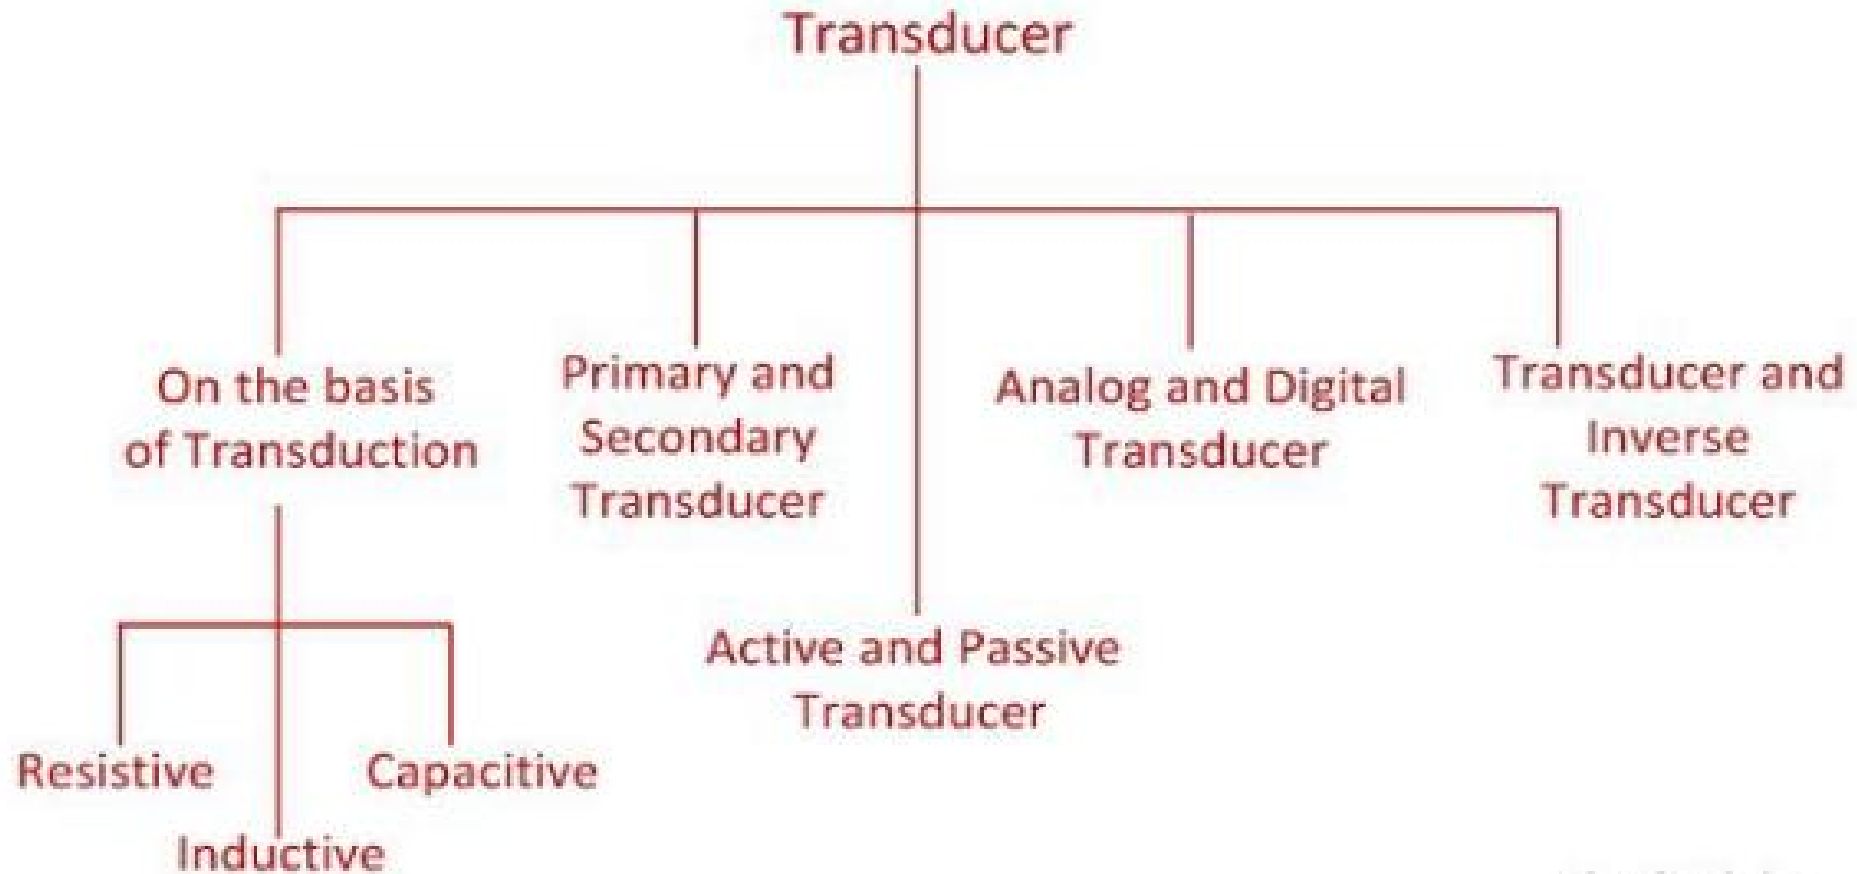 Transducer
On the basis
of Transduction
Primary and
Secondary
Transducer
Analog and Digital
Transducer
Transducer and
Inverse
Transducer
Active and Passive
Transducer
Resistive
Capacitive
Inductive